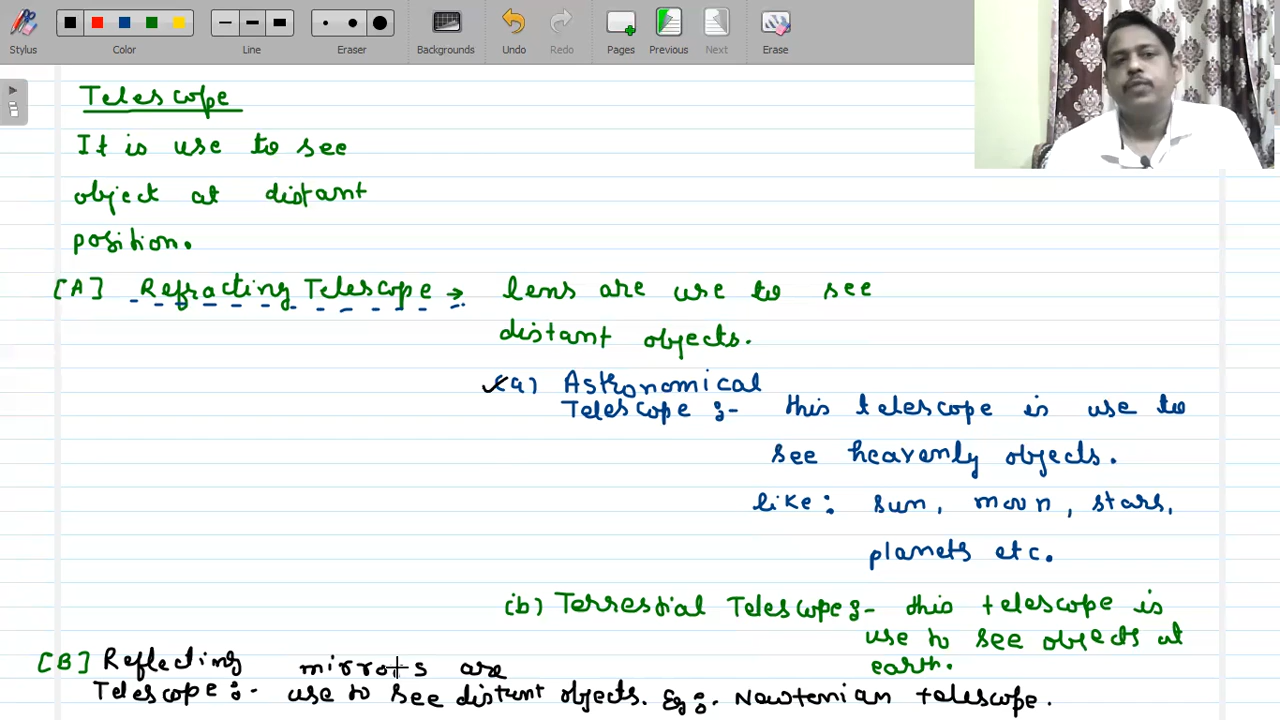 Stylus Color Line Eraser Backgrounds Undo Redo Pages Previous Next Erase
Telescope
It is use to see
object at distant
position.
[A] Refracting Telescope → lens are use to see
distant objects.
(a) Astronomical
Telescope :- this telescope is use to
see heavenly objects.
like: sun, moon, stars,
planets etc.
(b) Terrestial Telescope :- this telescope is
use to see objects at
earth.
[B] Reflecting mirrors are
Telescope :- use to see distant objects. Eg :- Newtonian telescope.